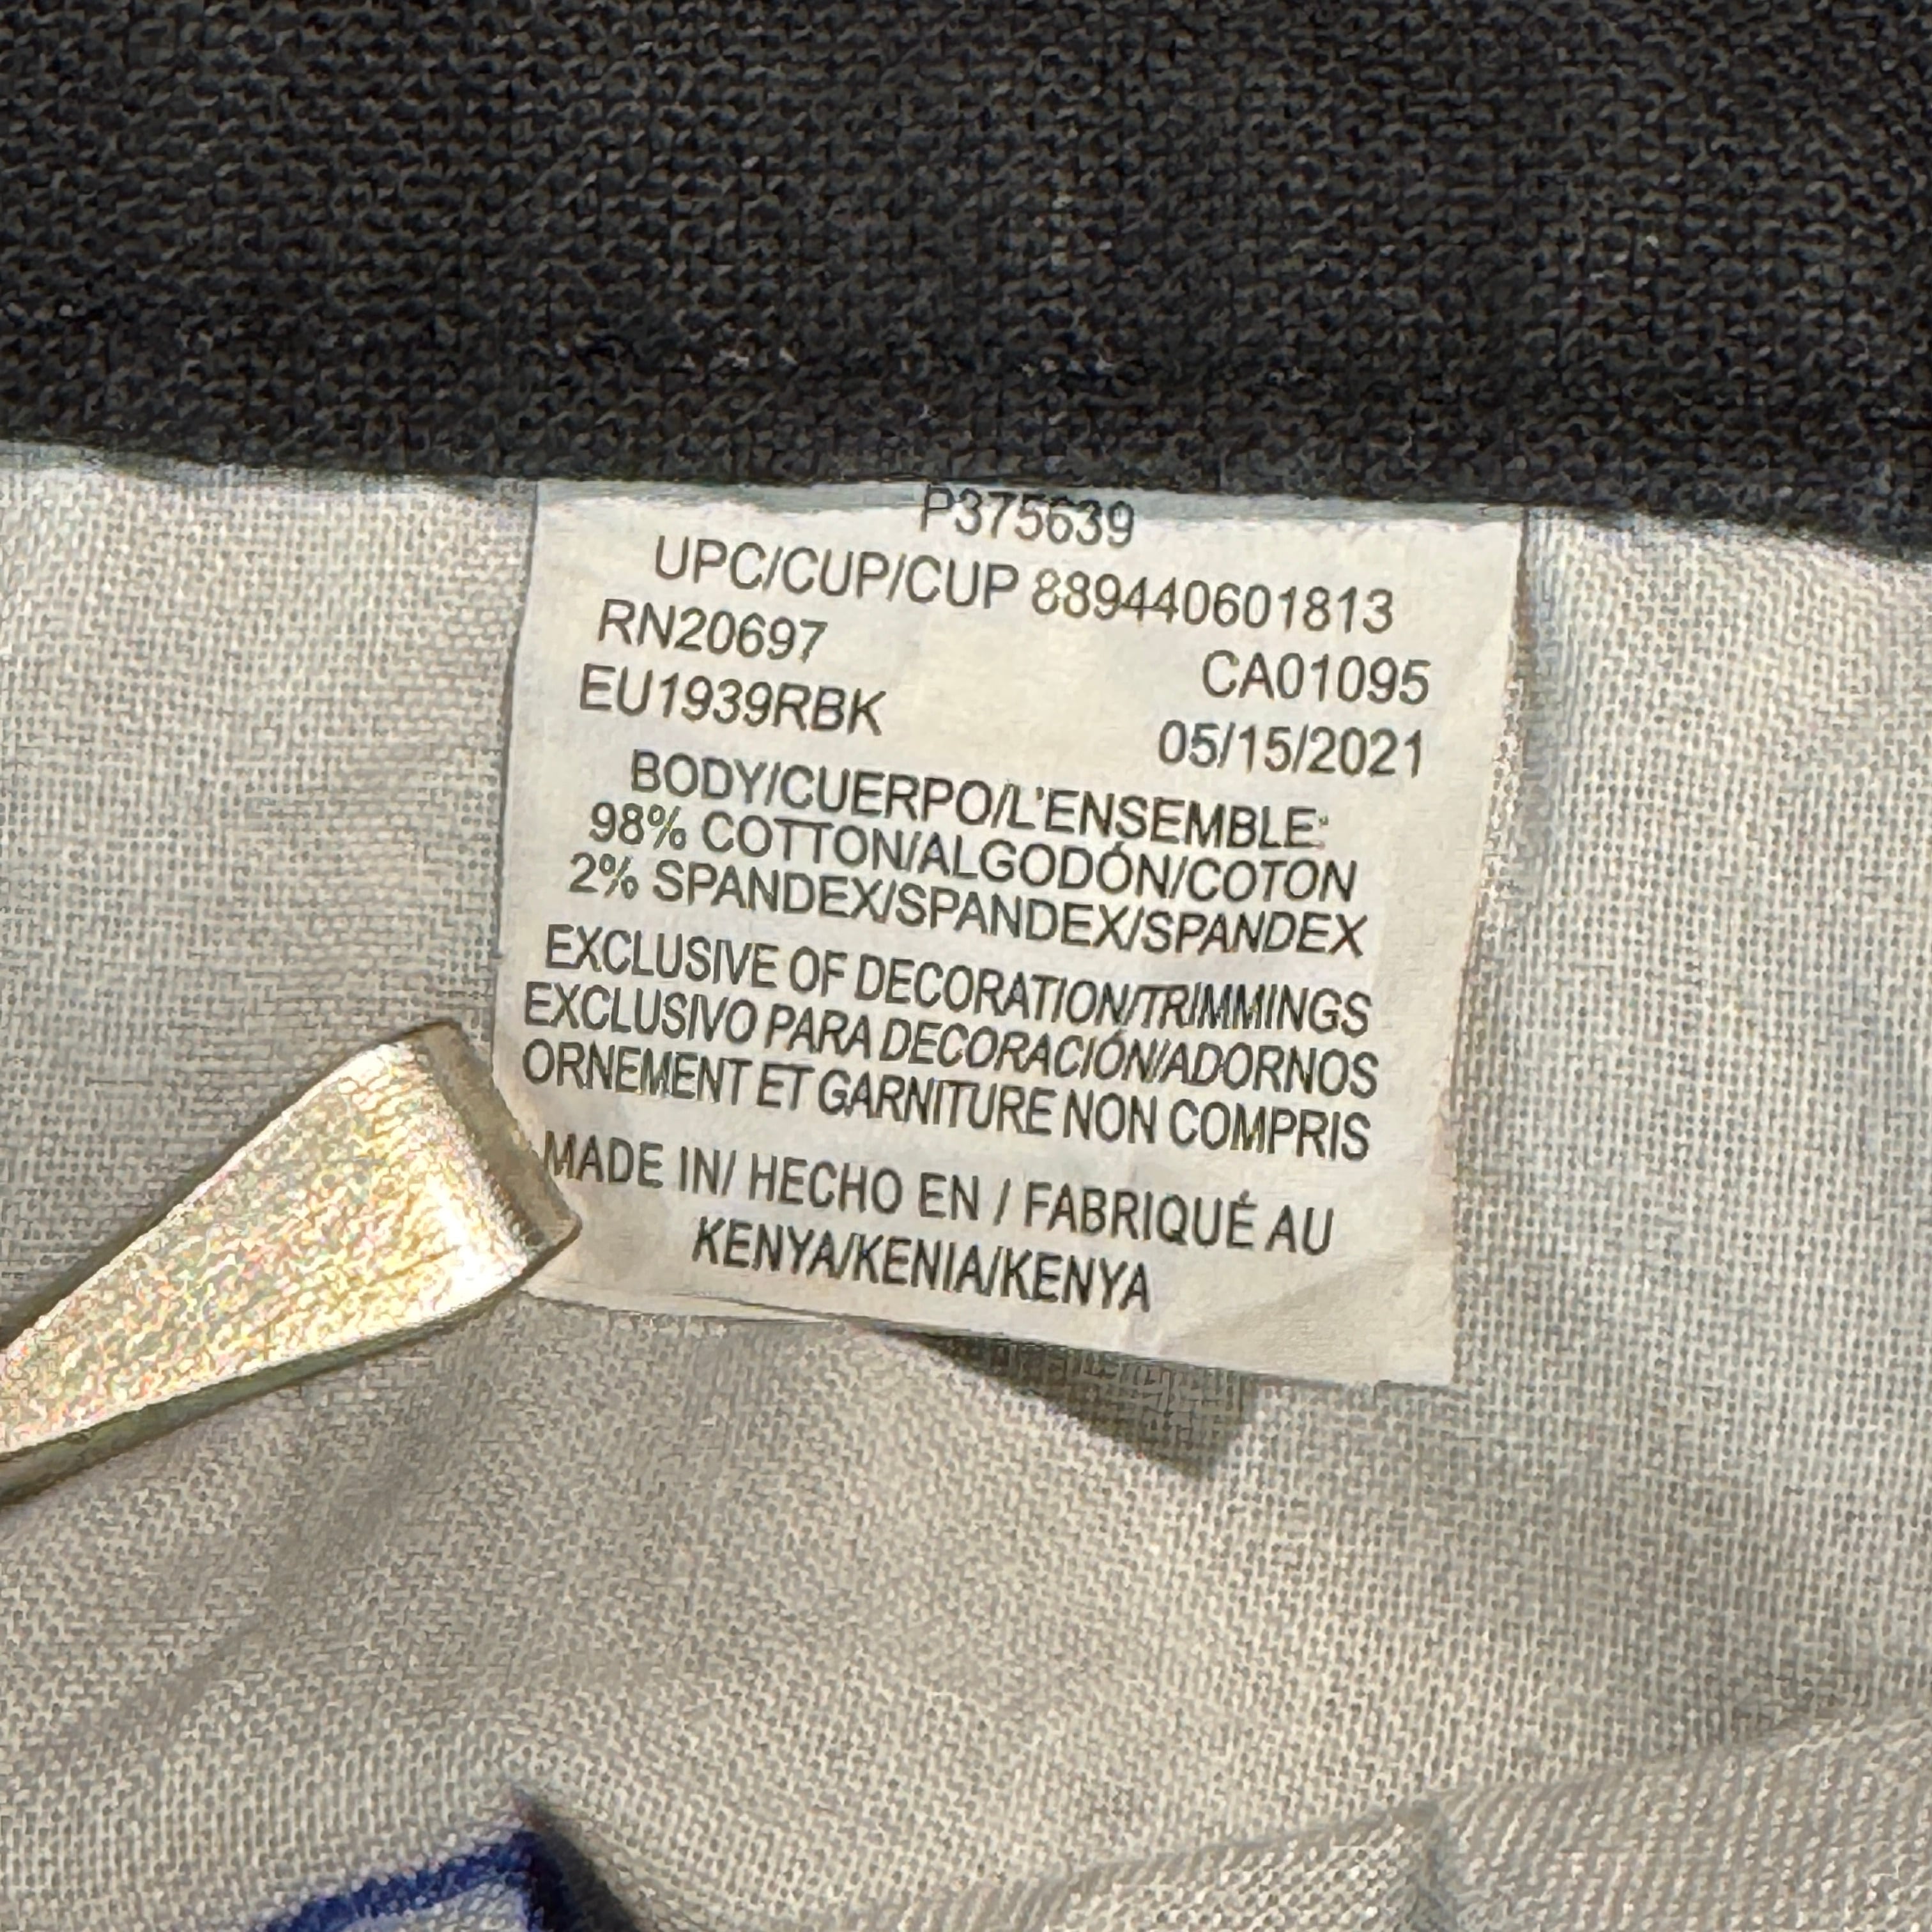 P375639
UPC/CUP/CUP 889440601813
RN20697 CA01095
EU1939RBK 05/15/2021
BODY/CUERPO/L'ENSEMBLE:
98% COTTON/ALGODÓN/COTON
2% SPANDEX/SPANDEX/SPANDEX
EXCLUSIVE OF DECORATION/TRIMMINGS
EXCLUSIVO PARA DECORACIÓN/ADORNOS
ORNEMENT ET GARNITURE NON COMPRIS
MADE IN/ HECHO EN / FABRIQUÉ AU
KENYA/KENIA/KENYA